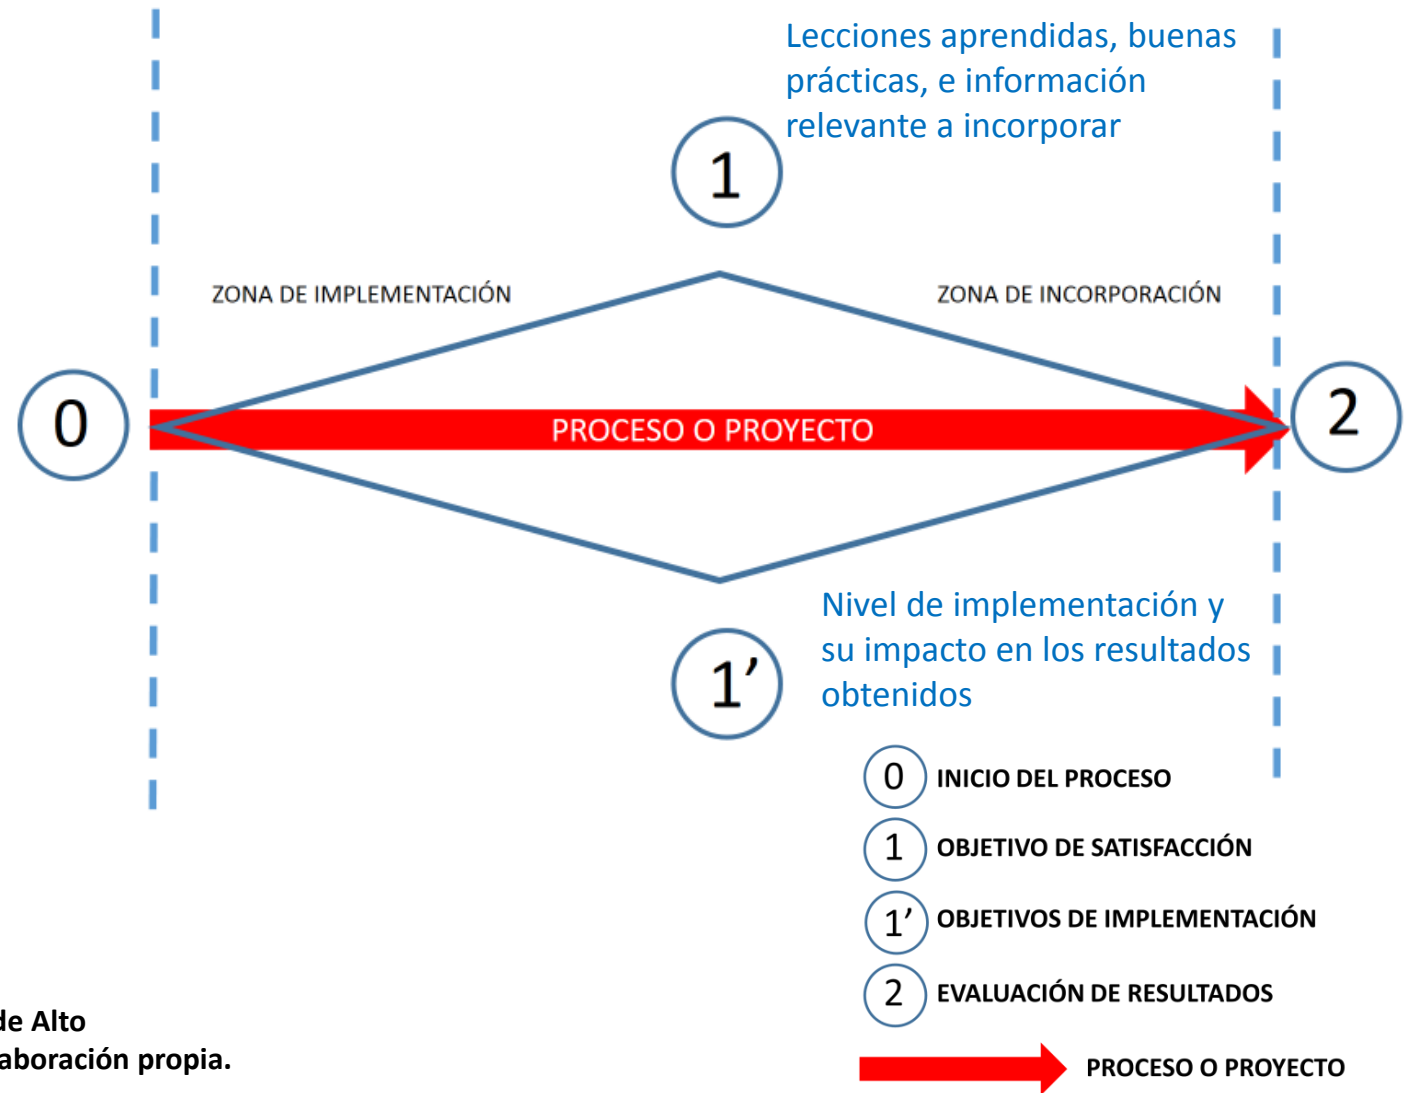 Lecciones aprendidas, buenas
prácticas, e información
relevante a incorporar
1
ZONA DE IMPLEMENTACIÓN
ZONA DE INCORPORACIÓN
0
PROCESO O PROYECTO
2
Nivel de implementación y
su impacto en los resultados
obtenidos
1’
0 INICIO DEL PROCESO
1 OBJETIVO DE SATISFACCIÓN
1’ OBJETIVOS DE IMPLEMENTACIÓN
2 EVALUACIÓN DE RESULTADOS
PROCESO O PROYECTO
de Alto
laboración propia.